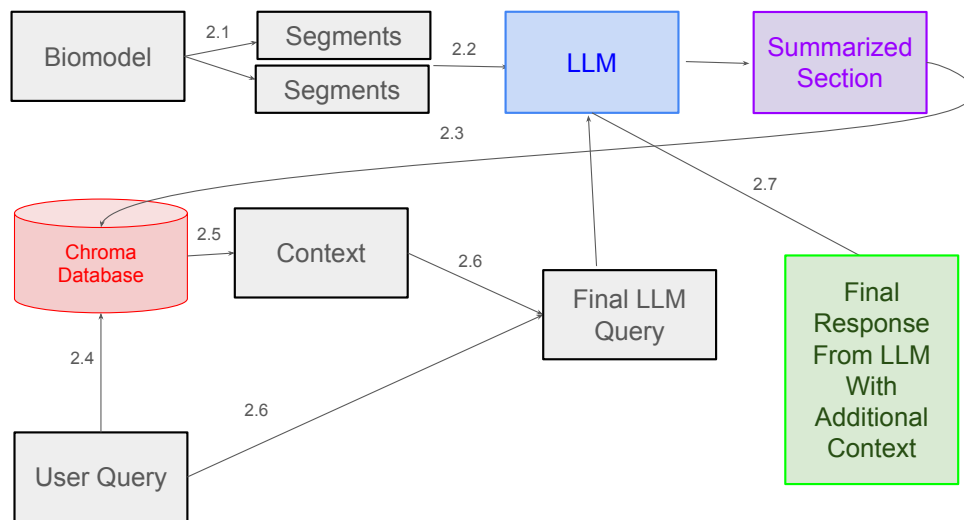 Biomodel
2.1
Segments
Segments
2.2
LLM
Summarized
Section
2.3
2.7
Chroma
Database
2.5
Context
2.6
Final LLM
Query
Final
Response
From LLM
With
Additional
Context
2.4
2.6
User Query